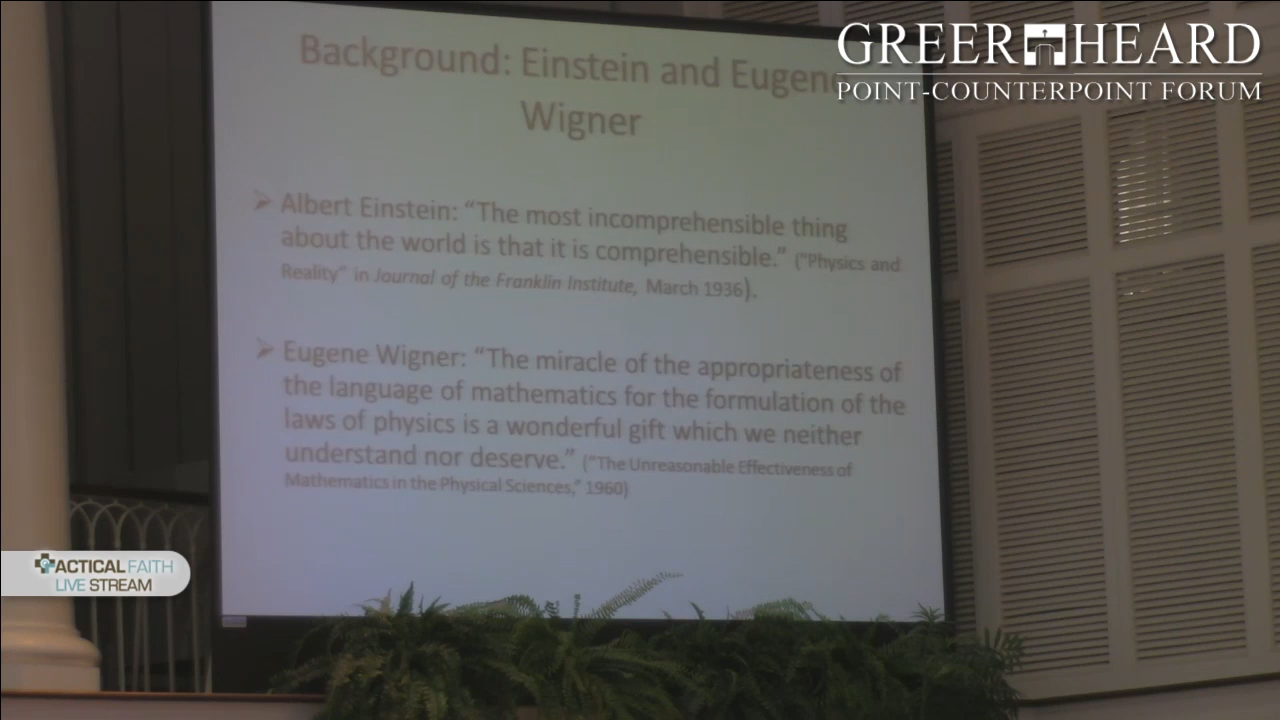 GREER HEARD
POINT-COUNTERPOINT FORUM
Background: Einstein and Eugene
Wigner
➢ Albert Einstein: “The most incomprehensible thing
about the world is that it is comprehensible.” (“Physics and
Reality” in Journal of the Franklin Institute, March 1936).
➢ Eugene Wigner: “The miracle of the appropriateness of
the language of mathematics for the formulation of the
laws of physics is a wonderful gift which we neither
understand nor deserve.” (“The Unreasonable Effectiveness of
Mathematics in the Physical Sciences,” 1960)
TACTICAL FAITH
LIVE STREAM